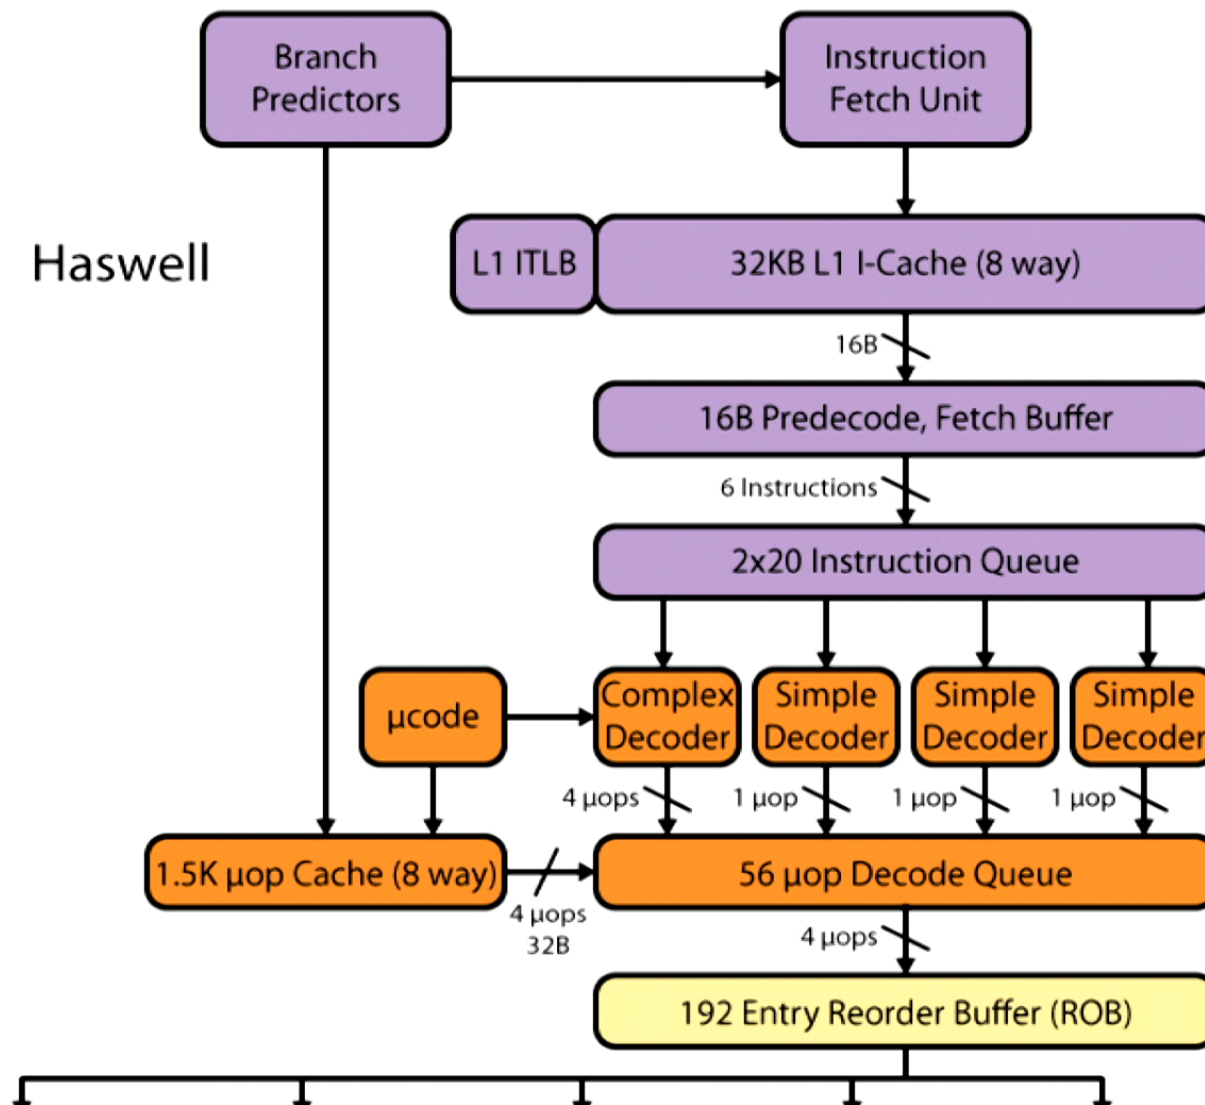 Branch
Predictors
Instruction
Fetch Unit
Haswell
L1 ITLB
32KB L1 I-Cache (8 way)
16B
16B Predecode, Fetch Buffer
6 Instructions
2x20 Instruction Queue
µcode
Complex
Decoder
Simple
Decoder
Simple
Decoder
Simple
Decoder
4 µops
1 µop
1 µop
1 µop
1.5K µop Cache (8 way)
4 µops
32B
56 µop Decode Queue
4 µops
192 Entry Reorder Buffer (ROB)